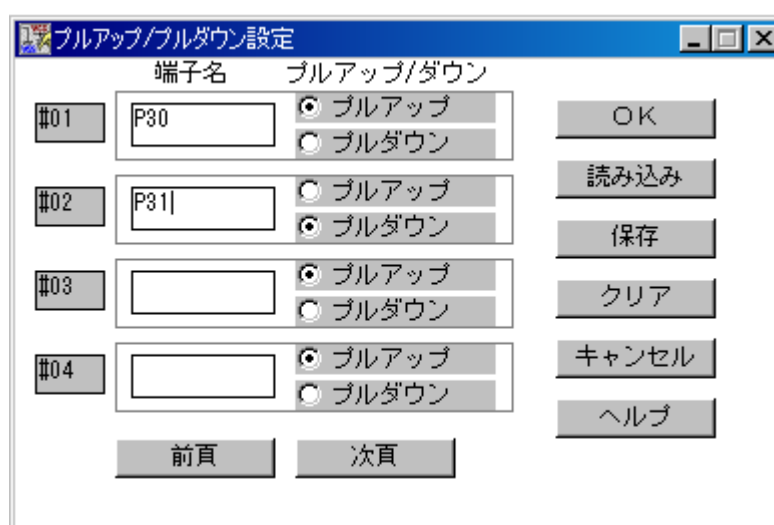 プルアップ/プルダウン設定
端子名 プルアップ/ダウン
#01 P30 プルアップ
プルダウン
OK
#02 P31 プルアップ
プルダウン
読み込み
保存
#03 プルアップ
プルダウン
クリア
#04 プルアップ
プルダウン
キャンセル
ヘルプ
前頁 次頁